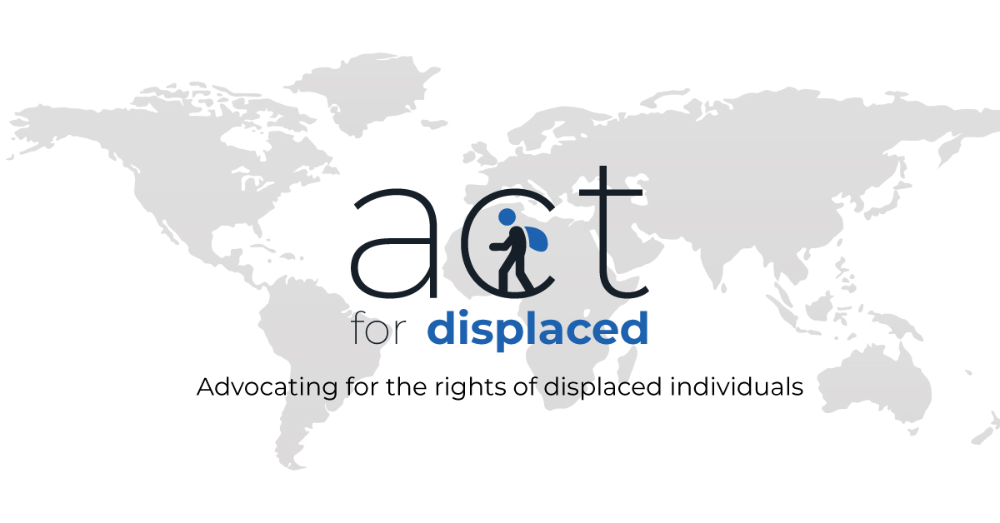 act
for displaced
Advocating for the rights of displaced individuals